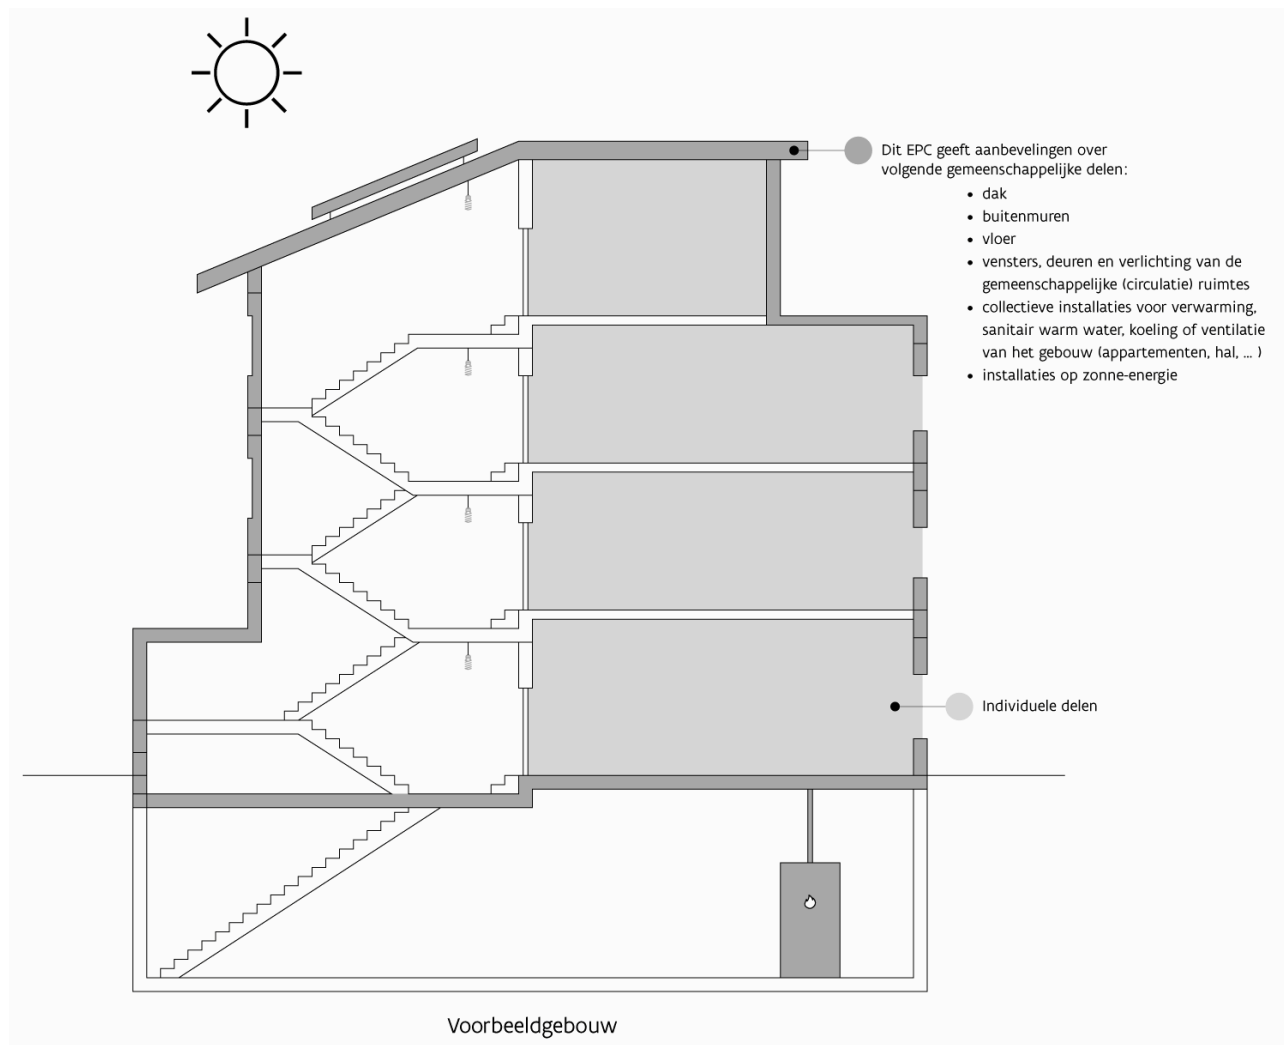 Dit EPC geeft aanbevelingen over
volgende gemeenschappelijke delen:
• dak
• buitenmuren
• vloer
• vensters, deuren en verlichting van de
gemeenschappelijke (circulatie) ruimtes
• collectieve installaties voor verwarming,
sanitair warm water, koeling of ventilatie
van het gebouw (appartementen, hal, ... )
• installaties op zonne-energie
Individuele delen
Voorbeeldgebouw